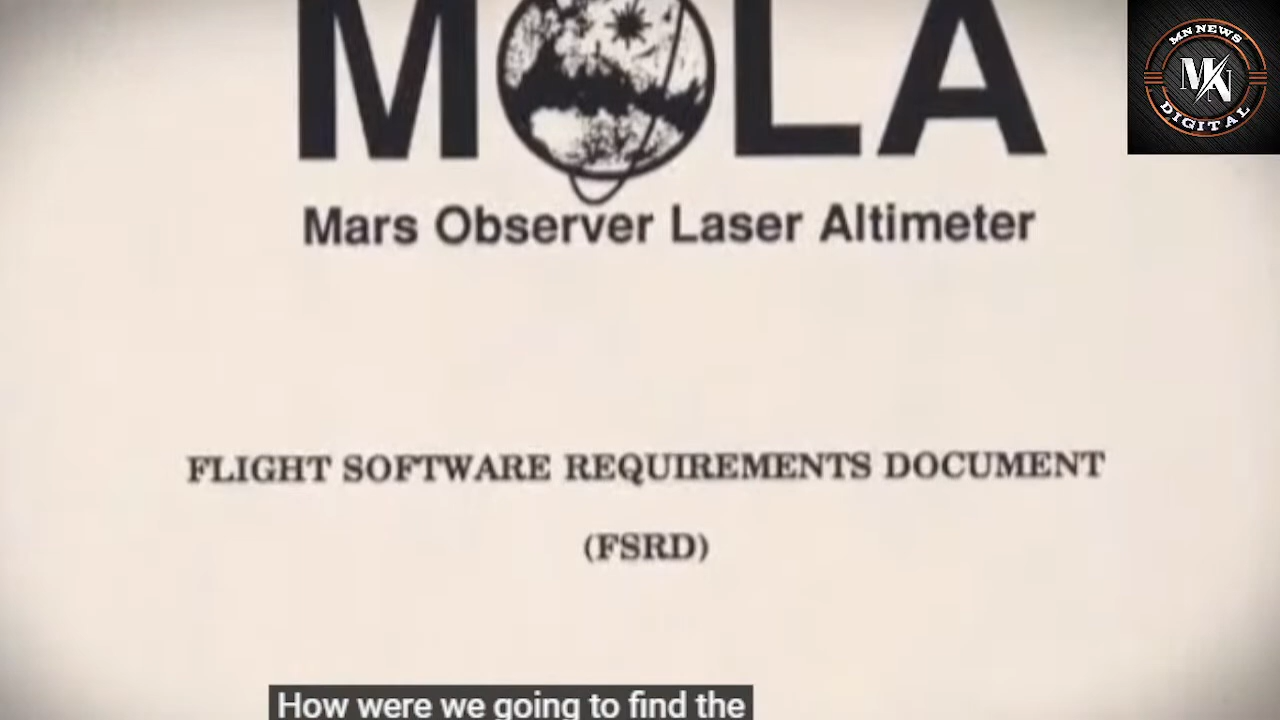 MOLA
MN NEWS
MN
DIGITAL
Mars Observer Laser Altimeter
FLIGHT SOFTWARE REQUIREMENTS DOCUMENT
(FSRD)
How were we going to find the